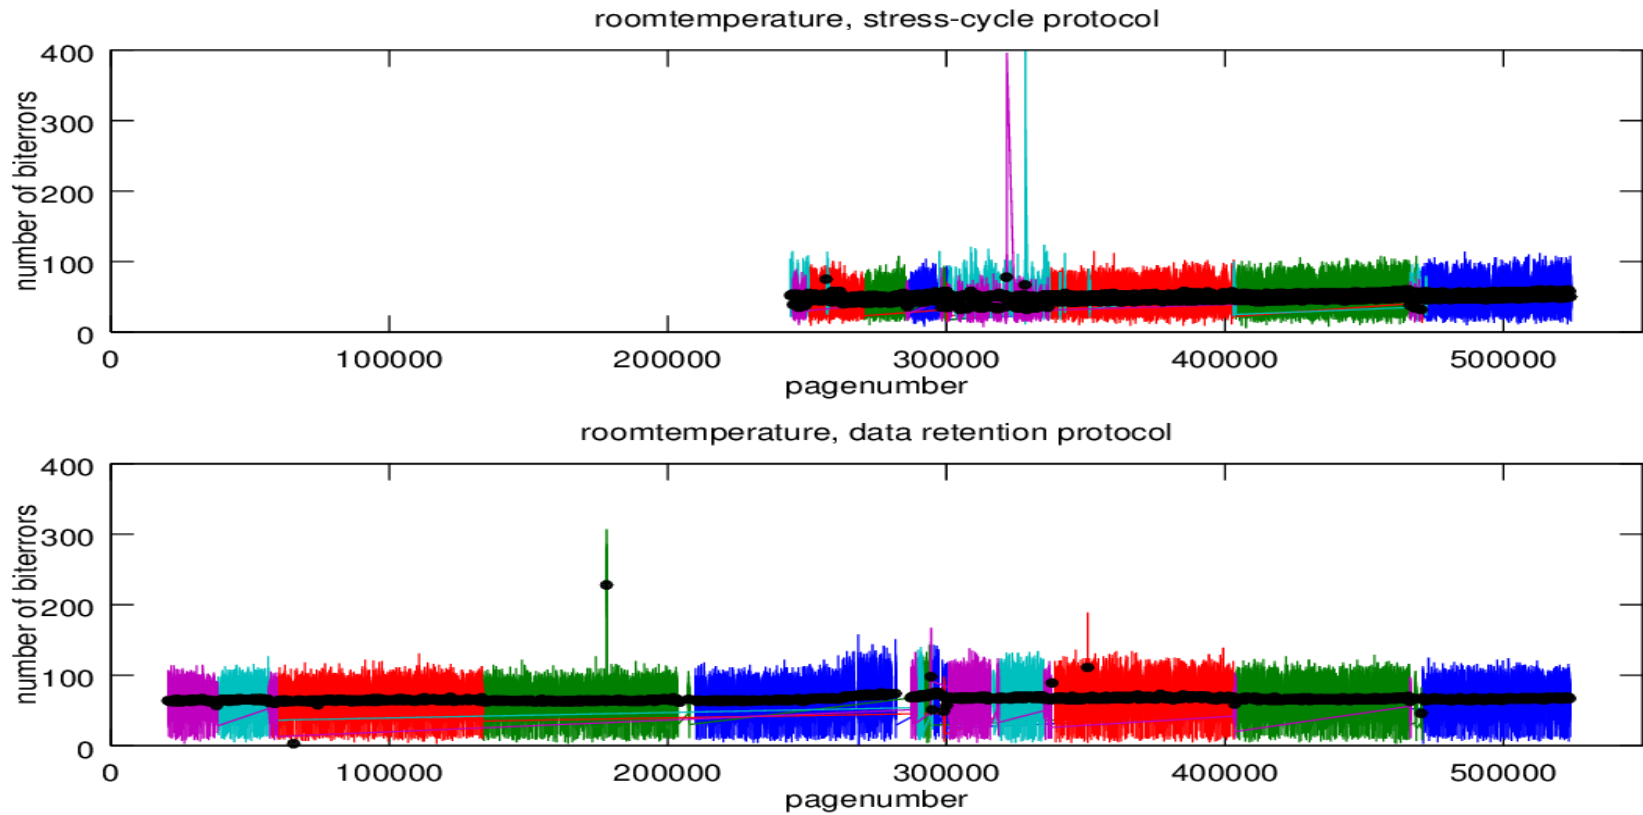 roomtemperature, stress-cycle protocol
400
300
200
100
0
number of biterrors
0 100000 200000 300000 400000 500000
pagenumber
roomtemperature, data retention protocol
400
300
200
100
0
number of biterrors
0 100000 200000 300000 400000 500000
pagenumber